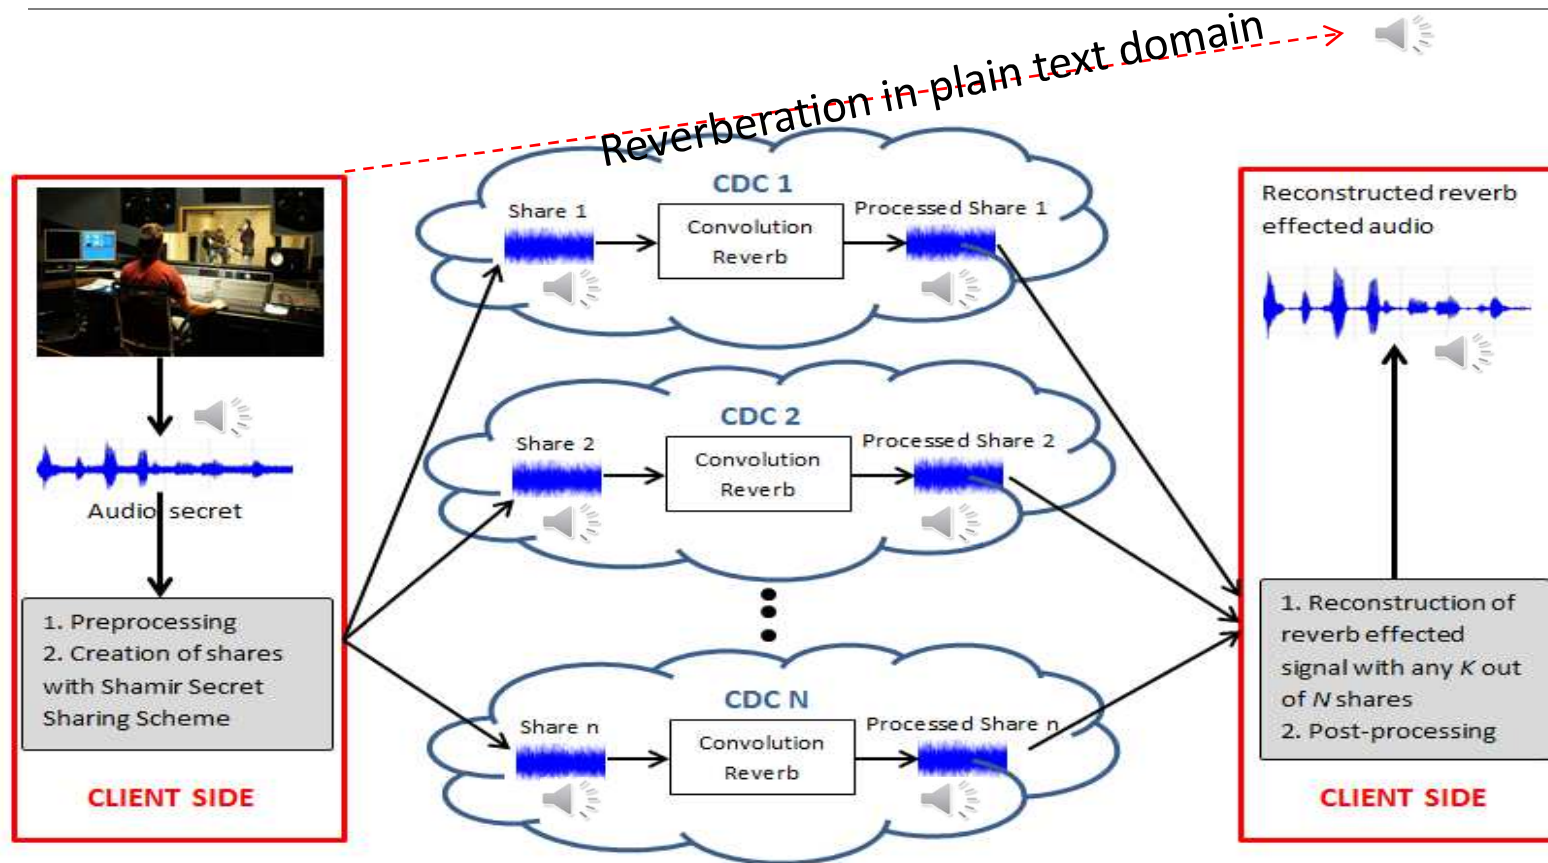 Reverberation in plain text domain
Audio secret
1. Preprocessing
2. Creation of shares
with Shamir Secret
Sharing Scheme
CLIENT SIDE
CDC 1
Share 1
Convolution
Reverb
Processed Share 1
CDC 2
Share 2
Convolution
Reverb
Processed Share 2
CDC N
Share n
Convolution
Reverb
Processed Share n
Reconstructed reverb
effected audio
1. Reconstruction of
reverb effected
signal with any K out
of N shares
2. Post-processing
CLIENT SIDE